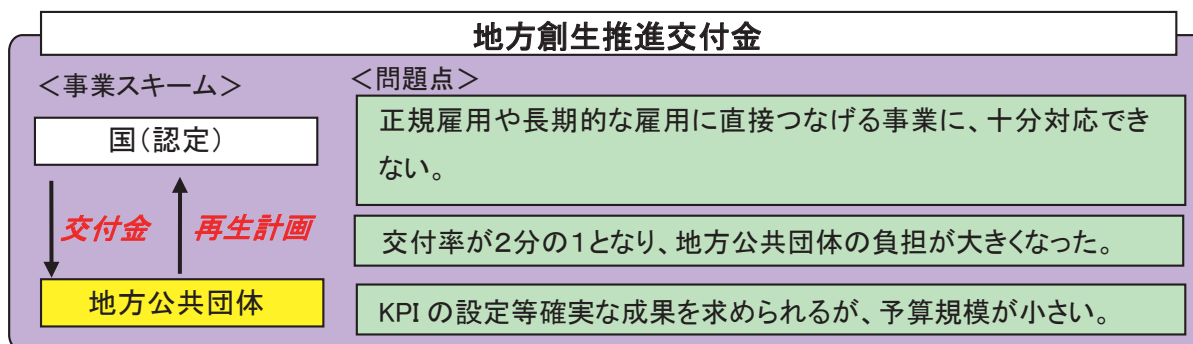 地方創生推進交付金
＜事業スキーム＞
国（認定）
交付金
再生計画
地方公共団体
＜問題点＞
正規雇用や長期的な雇用に直接つなげる事業に、十分対応でき
ない。
交付率が２分の１となり、地方公共団体の負担が大きくなった。
KPI の設定等確実な成果を求められるが、予算規模が小さい。